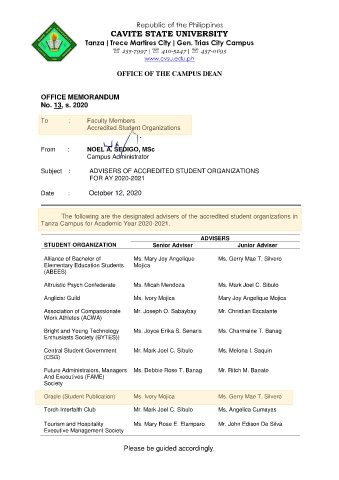 Republic of the Philippines
CAVITE STATE UNIVERSITY
Tanza | Trece Martires City | Gen. Trias City Campus
☏ 235-7997 | ☏ 410-5247 | ☏ 437-0693
www.cvsu.edu.ph
OFFICE OF THE CAMPUS DEAN
OFFICE MEMORANDUM
No. 13, s. 2020
To : Faculty Members
Accredited Student Organizations
From : NOEL A. SEDIGO, MSc
Campus Administrator
Subject : ADVISERS OF ACCREDITED STUDENT ORGANIZATIONS
FOR AY 2020-2021
Date : October 12, 2020
The following are the designated advisers of the accredited student organizations in
Tanza Campus for Academic Year 2020-2021.
ADVISERS
STUDENT ORGANIZATION Senior Adviser Junior Adviser
Alliance of Bachelor of Ms. Mary Joy Angelique Ms. Gerry Mae T. Silvero
Elementary Education Students Mojica
(ABEES)
Altruistic Psych Confederate Ms. Micah Mendoza Ms. Mark Joel C. Sibulo
Anglicist Guild Ms. Ivory Mojica Mary Joy Angelique Mojica
Association of Compassionate Mr. Joseph O. Sabaybay Mr. Christian Escalante
Work Athletes (ACWA)
Bright and Young Technology Ms. Joyce Erika S. Senaris Ms. Charmaine T. Banag
Enthusiasts Society (BYTES))
Central Student Government Mr. Mark Joel C. Sibulo Ms. Melona I. Saquin
(CSG)
Future Administrators, Managers Ms. Debbie Rose T. Banag Mr. Ritch M. Banate
And Executives (FAME)
Society
Oracle (Student Publication) Ms. Ivory Mojica Ms. Gerry Mae T. Silvero
Torch Interfaith Club Mr. Mark Joel C. Sibulo Ms. Angelica Cumayas
Tourism and Hospitality Ms. Mary Rose E. Elamparo Mr. John Edison De Silva
Executive Management Society
Please be guided accordingly.